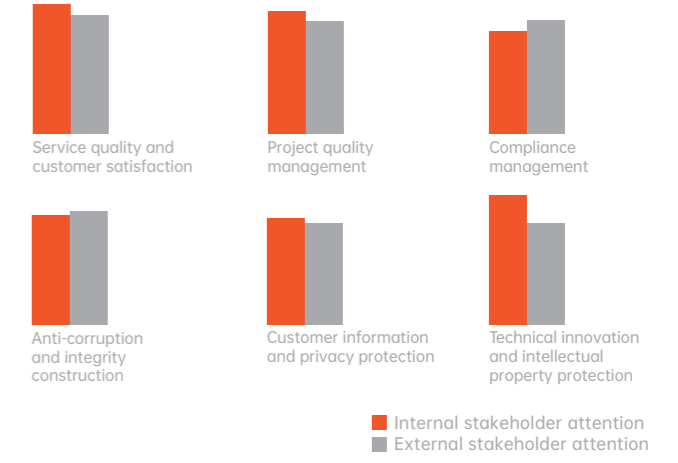 Service quality and
customer satisfaction
Project quality
management
Compliance
management
Anti-corruption
and integrity
construction
Customer information
and privacy protection
Technical innovation
and intellectual
property protection
Internal stakeholder attention
External stakeholder attention